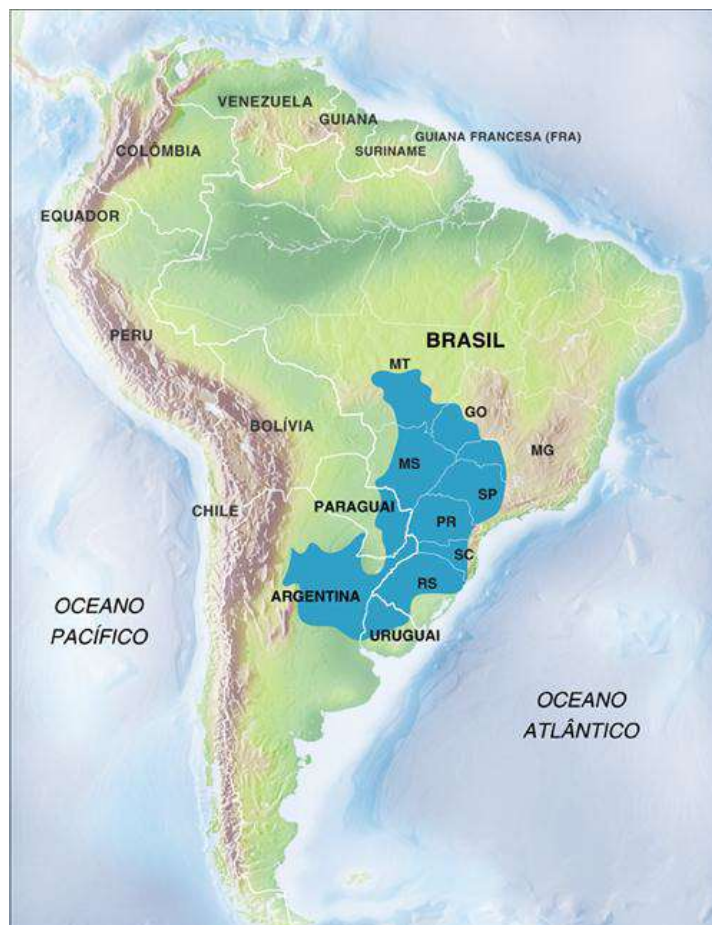 VENEZUELA
GUIANA
GUIANA FRANCESA (FRA)
SURINAME
COLÔMBIA
EQUADOR
PERU
BRASIL
MT
GO
BOLÍVIA
MG
MS
SP
PARAGUAI
CHILE
PR
SC
RS
ARGENTINA
URUGUAI
OCEANO
PACÍFICO
OCEANO
ATLÂNTICO